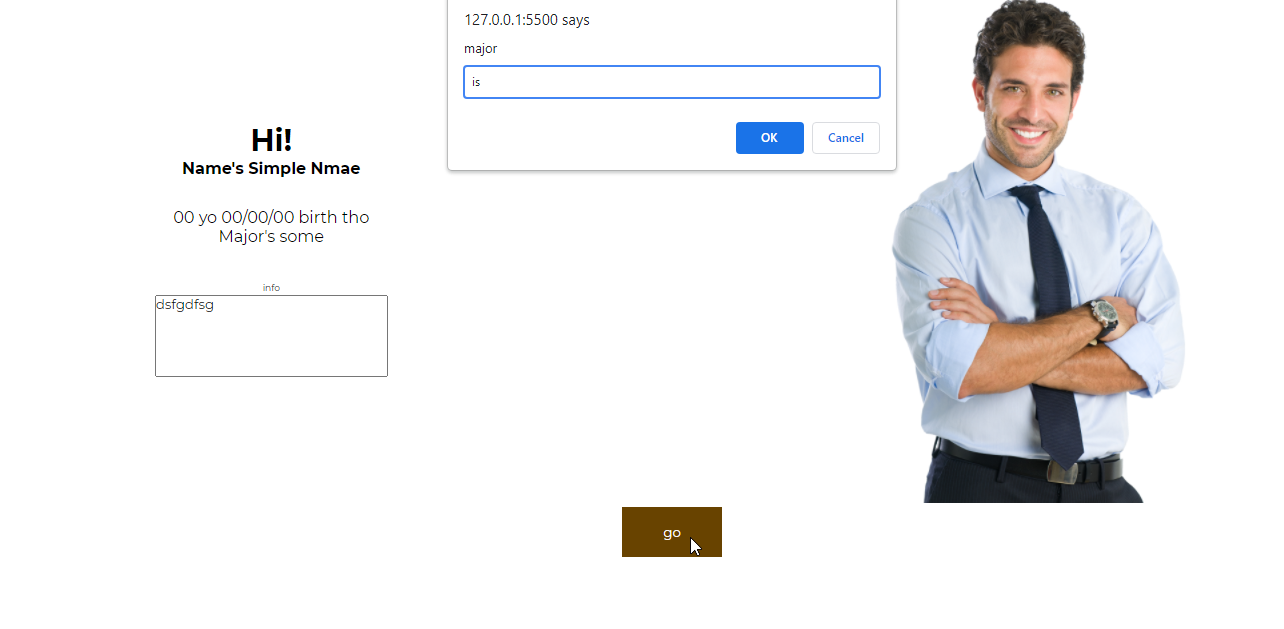 127.0.0.1:5500 says
major
is
OK
Cancel
Hi!
Name's Simple Nmae
00 yo 00/00/00 birth tho
Major's some
info
dsfgdfsg
go